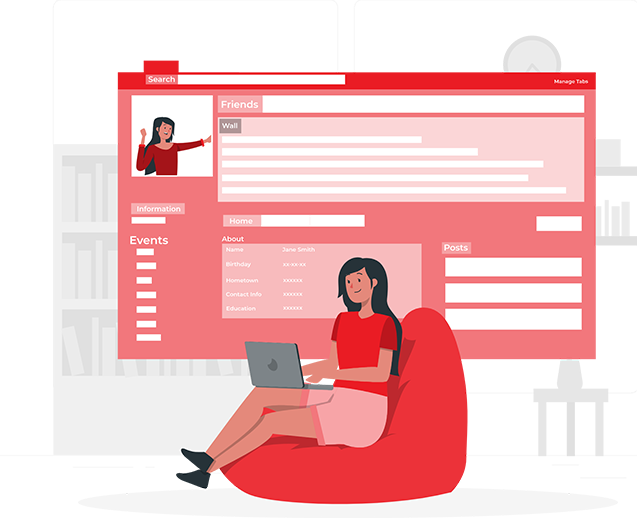 Search
Manage Tabs
Friends
Wall
Information
Home
Events
About
Name Jane Smith
Birthday xx-xx-xx
Hometown xxxxxx
Contact Info xxxxxx
Education xxxxxx
Posts